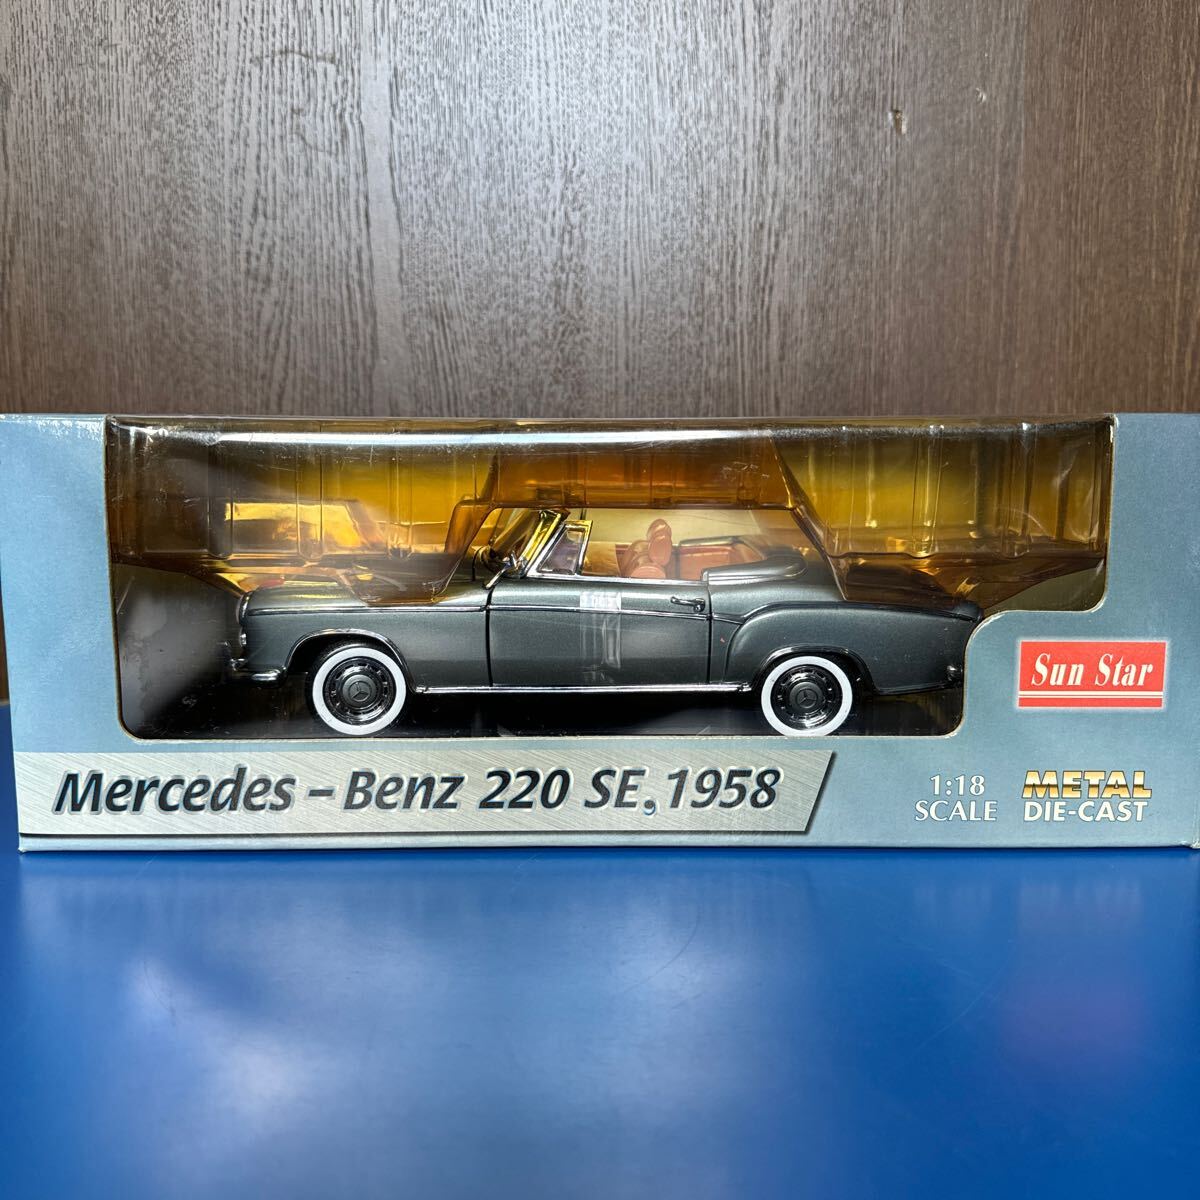 Sun Star
Mercedes – Benz 220 SE, 1958
1:18
SCALE
METAL
DIE-CAST